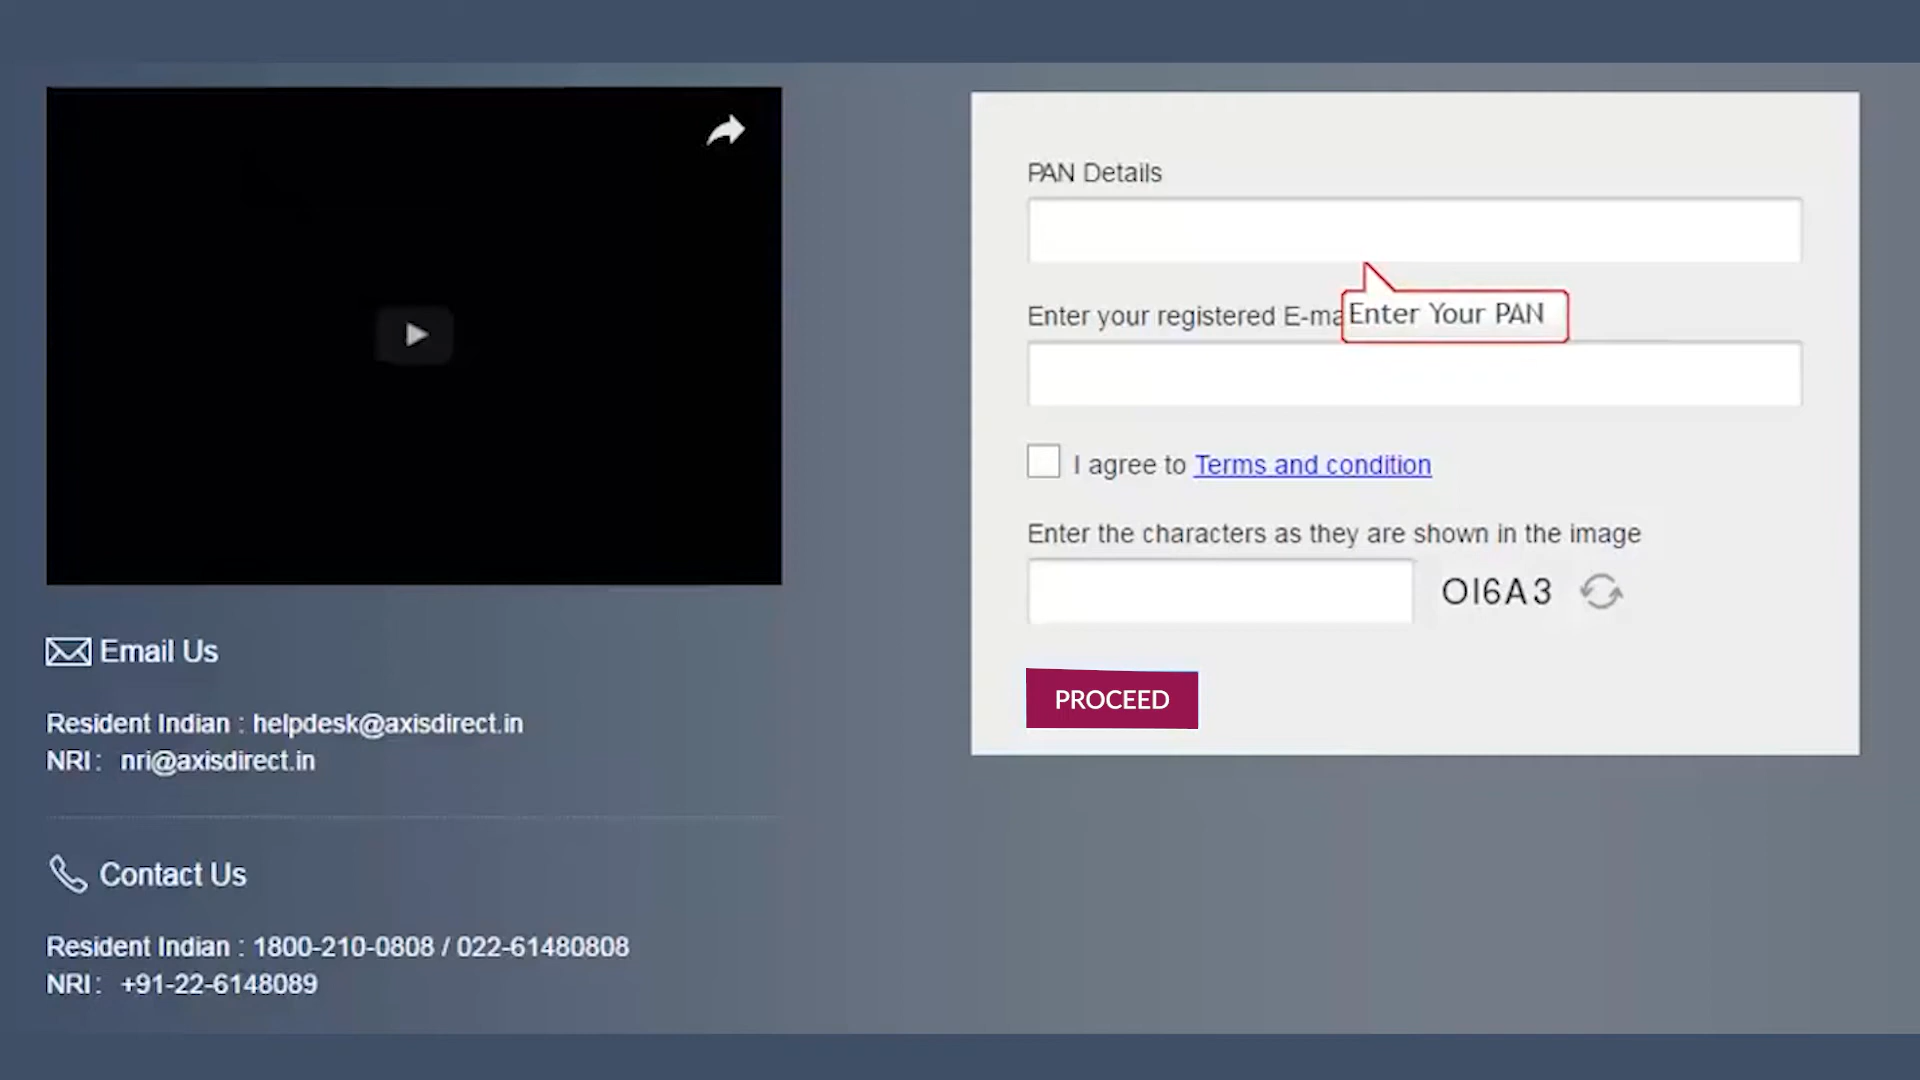 Email Us
Resident Indian : helpdesk@axisdirect.in
NRI : nri@axisdirect.in
Contact Us
Resident Indian : 1800-210-0808 / 022-61480808
NRI : +91-22-6148089
PAN Details
Enter your registered E-ma
Enter Your PAN
I agree to Terms and condition
Enter the characters as they are shown in the image
OI6A3
PROCEED